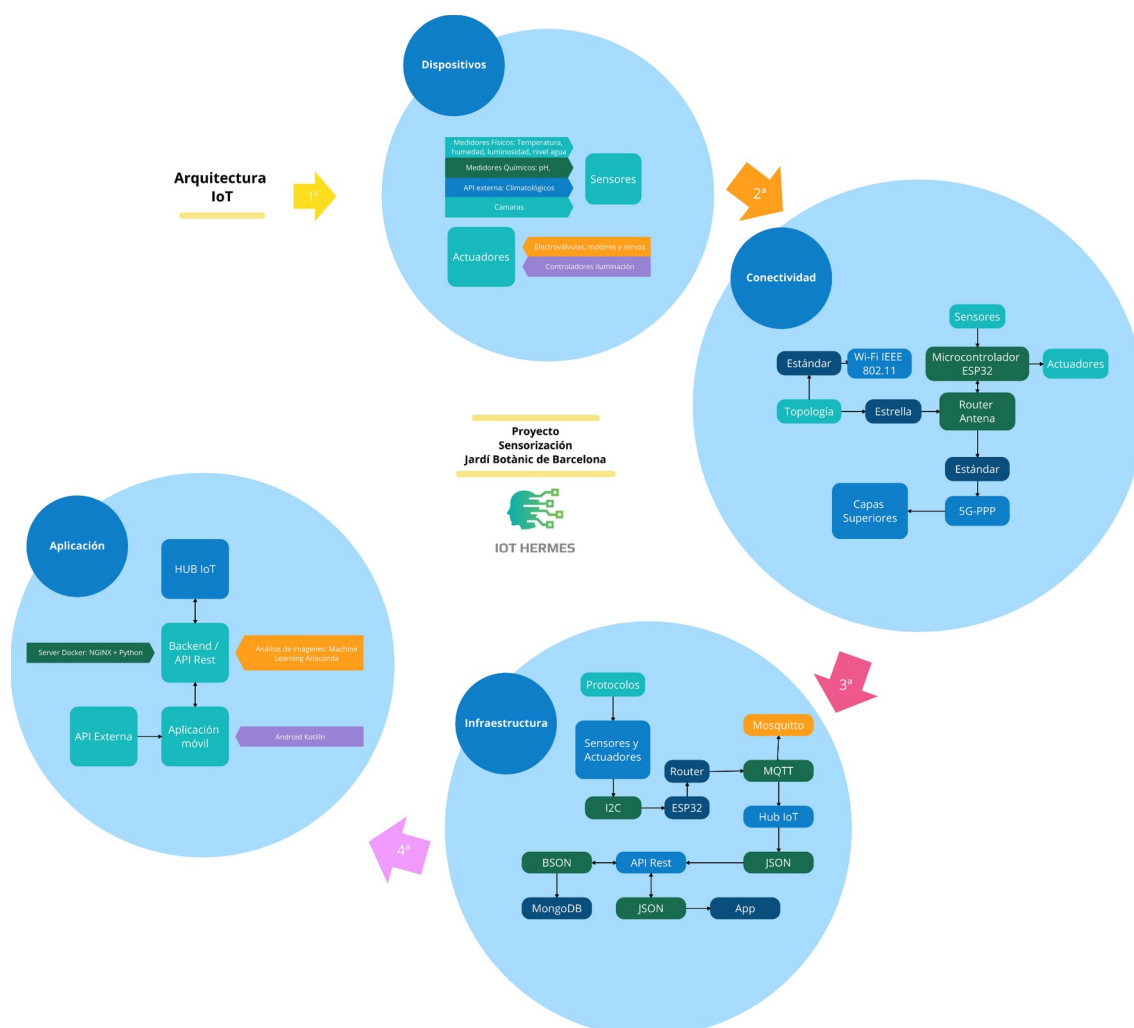 Arquitectura
IoT
1ª
Dispositivos
Medidores Físicos: Temperatura,
humedad, luminosidad, nivel agua
Medidores Químicos: pH,
API externa: Climatológicos
Cámaras
Sensores
Actuadores
Electroválvulas, motores y servos
Controladores iluminación
2ª
Conectividad
Sensores
Estándar
Wi-Fi IEEE
802.11
Microcontrolador
ESP32
Actuadores
Topología
Estrella
Router
Antena
Estándar
Capas
Superiores
5G-PPP
Proyecto
Sensorización
Jardí Botànic de Barcelona
IOT HERMES
3ª
Infraestructura
Protocolos
Sensores y
Actuadores
Mosquitto
Router
MQTT
I2C
ESP32
Hub IoT
BSON
API Rest
JSON
MongoDB
JSON
App
4ª
Aplicación
HUB IoT
Server Docker: NGINX + Python
Backend /
API Rest
Análisis de imágenes: Machine
Learning Anaconda
API Externa
Aplicación
móvil
Android Kotliln